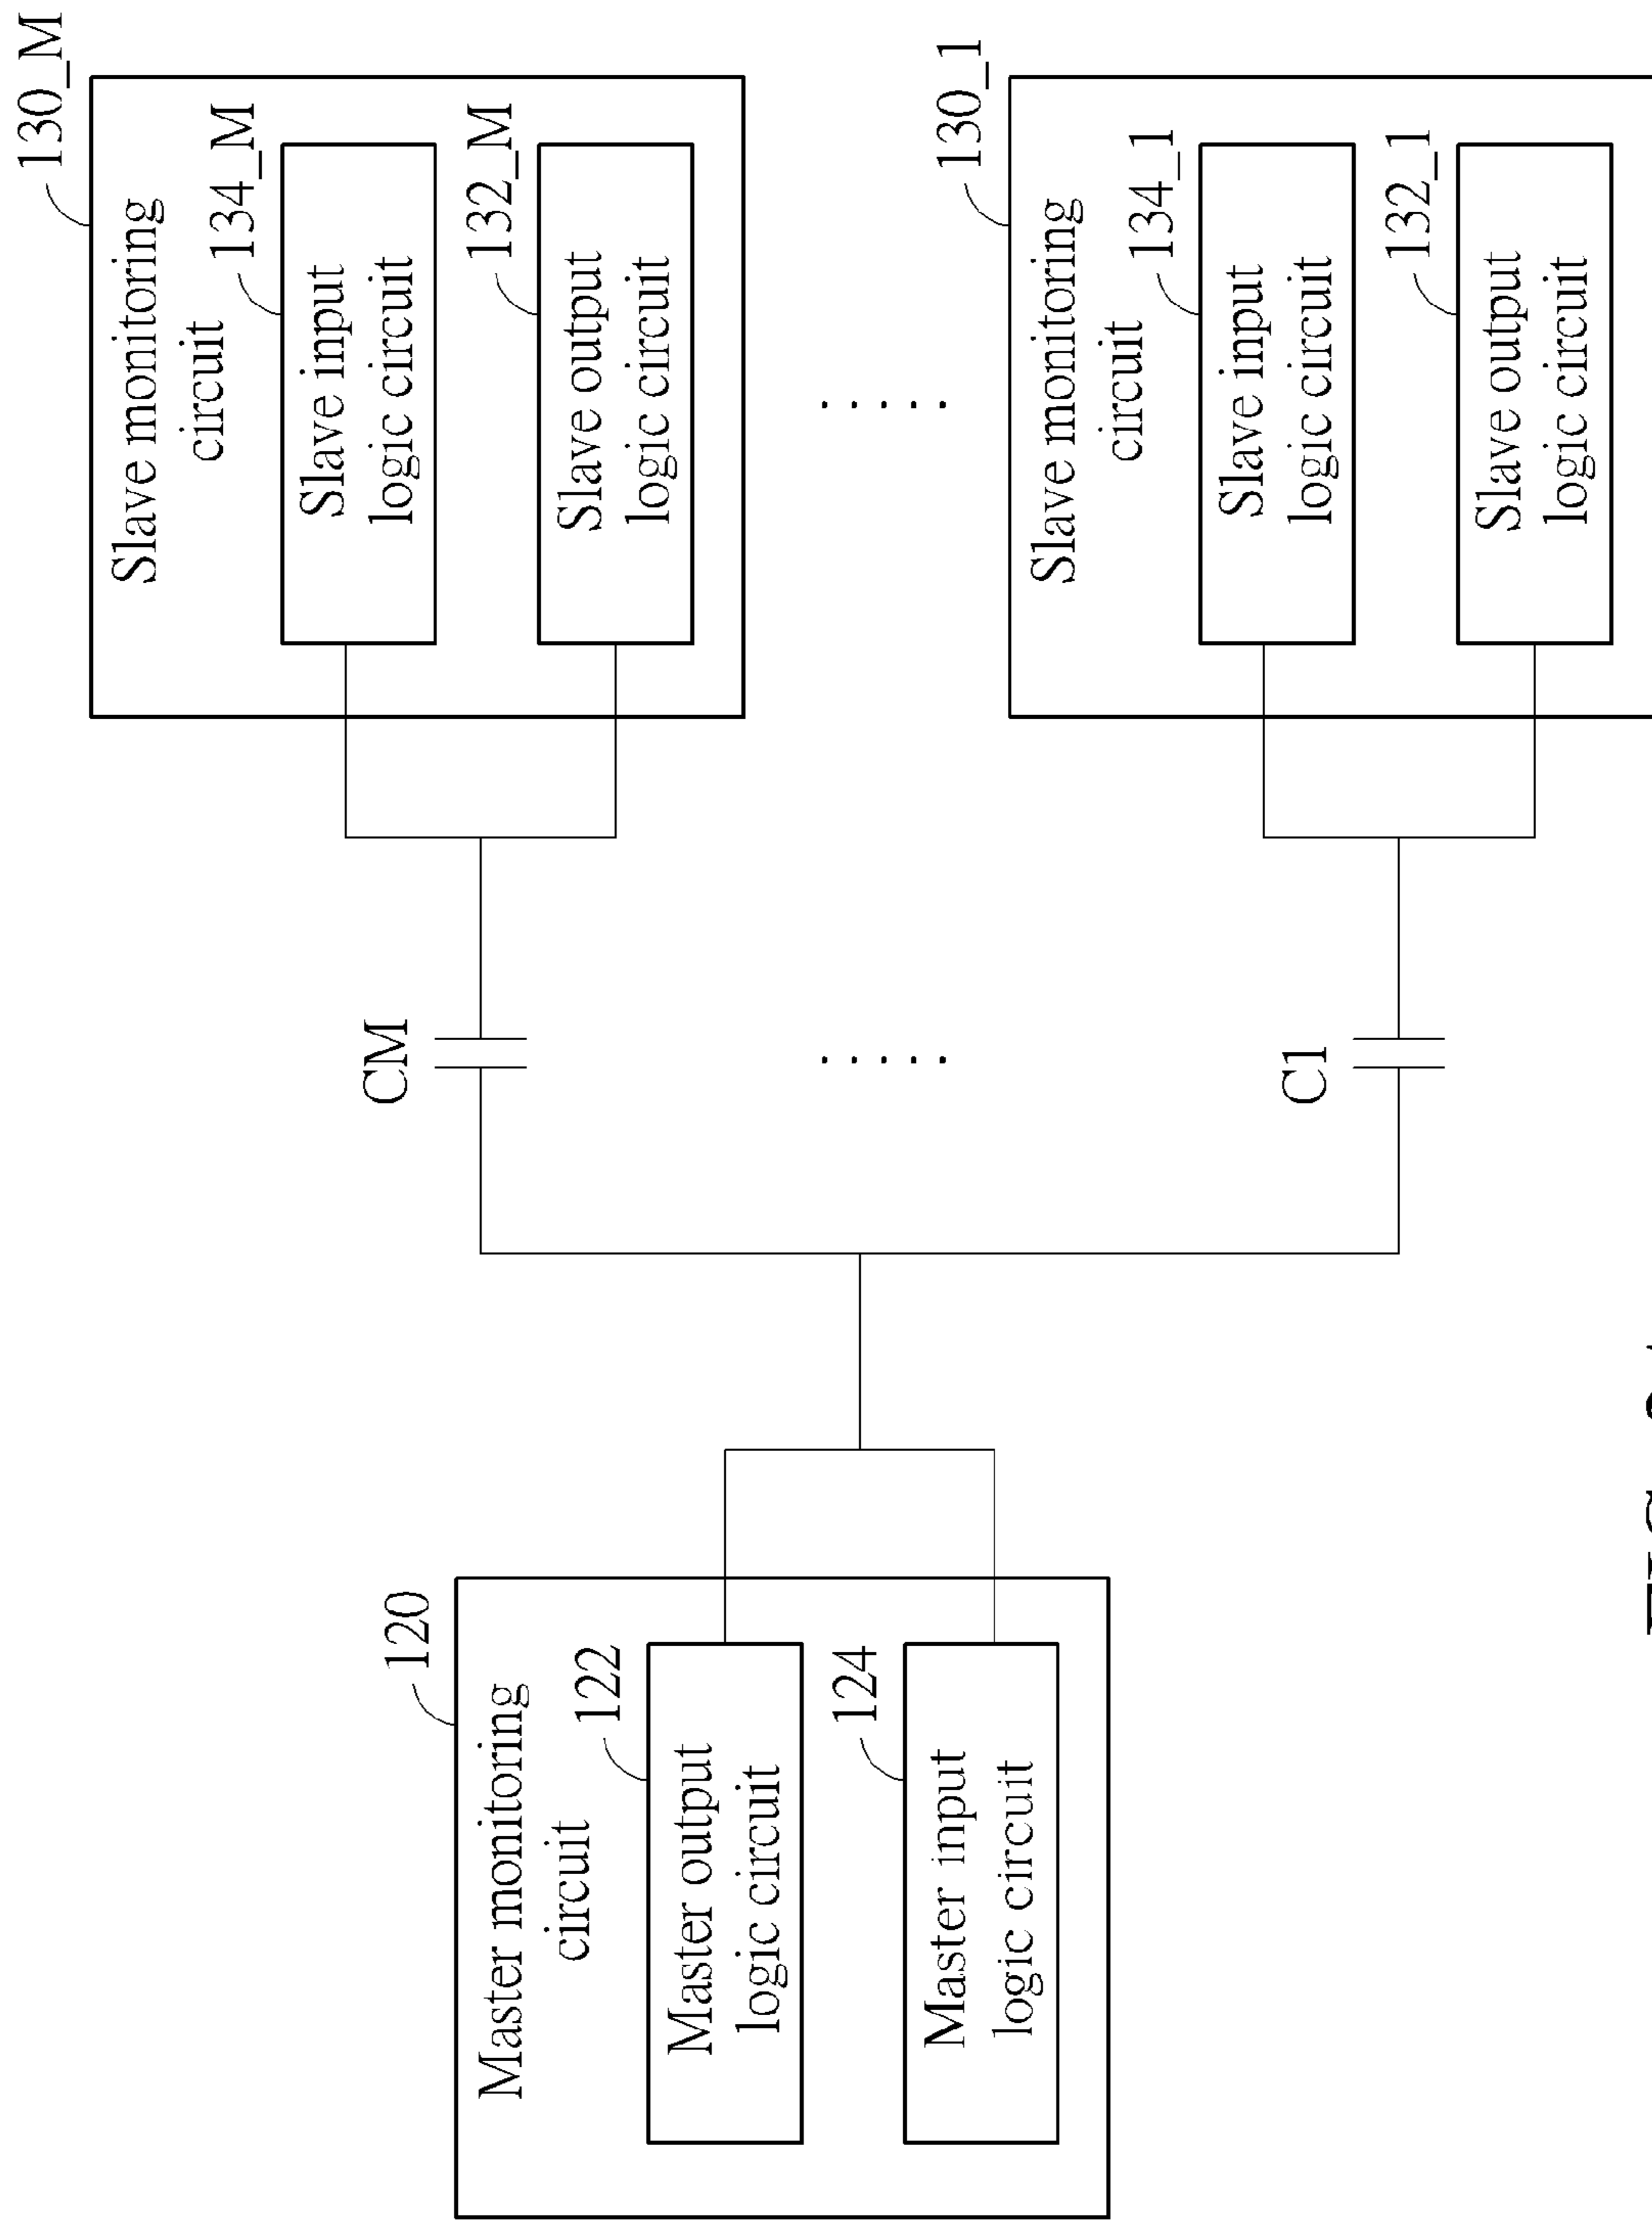 130_M
Slave monitoring
circuit
134_M
Slave input
logic circuit
132_M
Slave output
logic circuit
CM
120
Master monitoring
circuit
122
Master output
logic circuit
124
Master input
logic circuit
130_1
Slave monitoring
circuit
134_1
Slave input
logic circuit
132_1
Slave output
logic circuit
C1